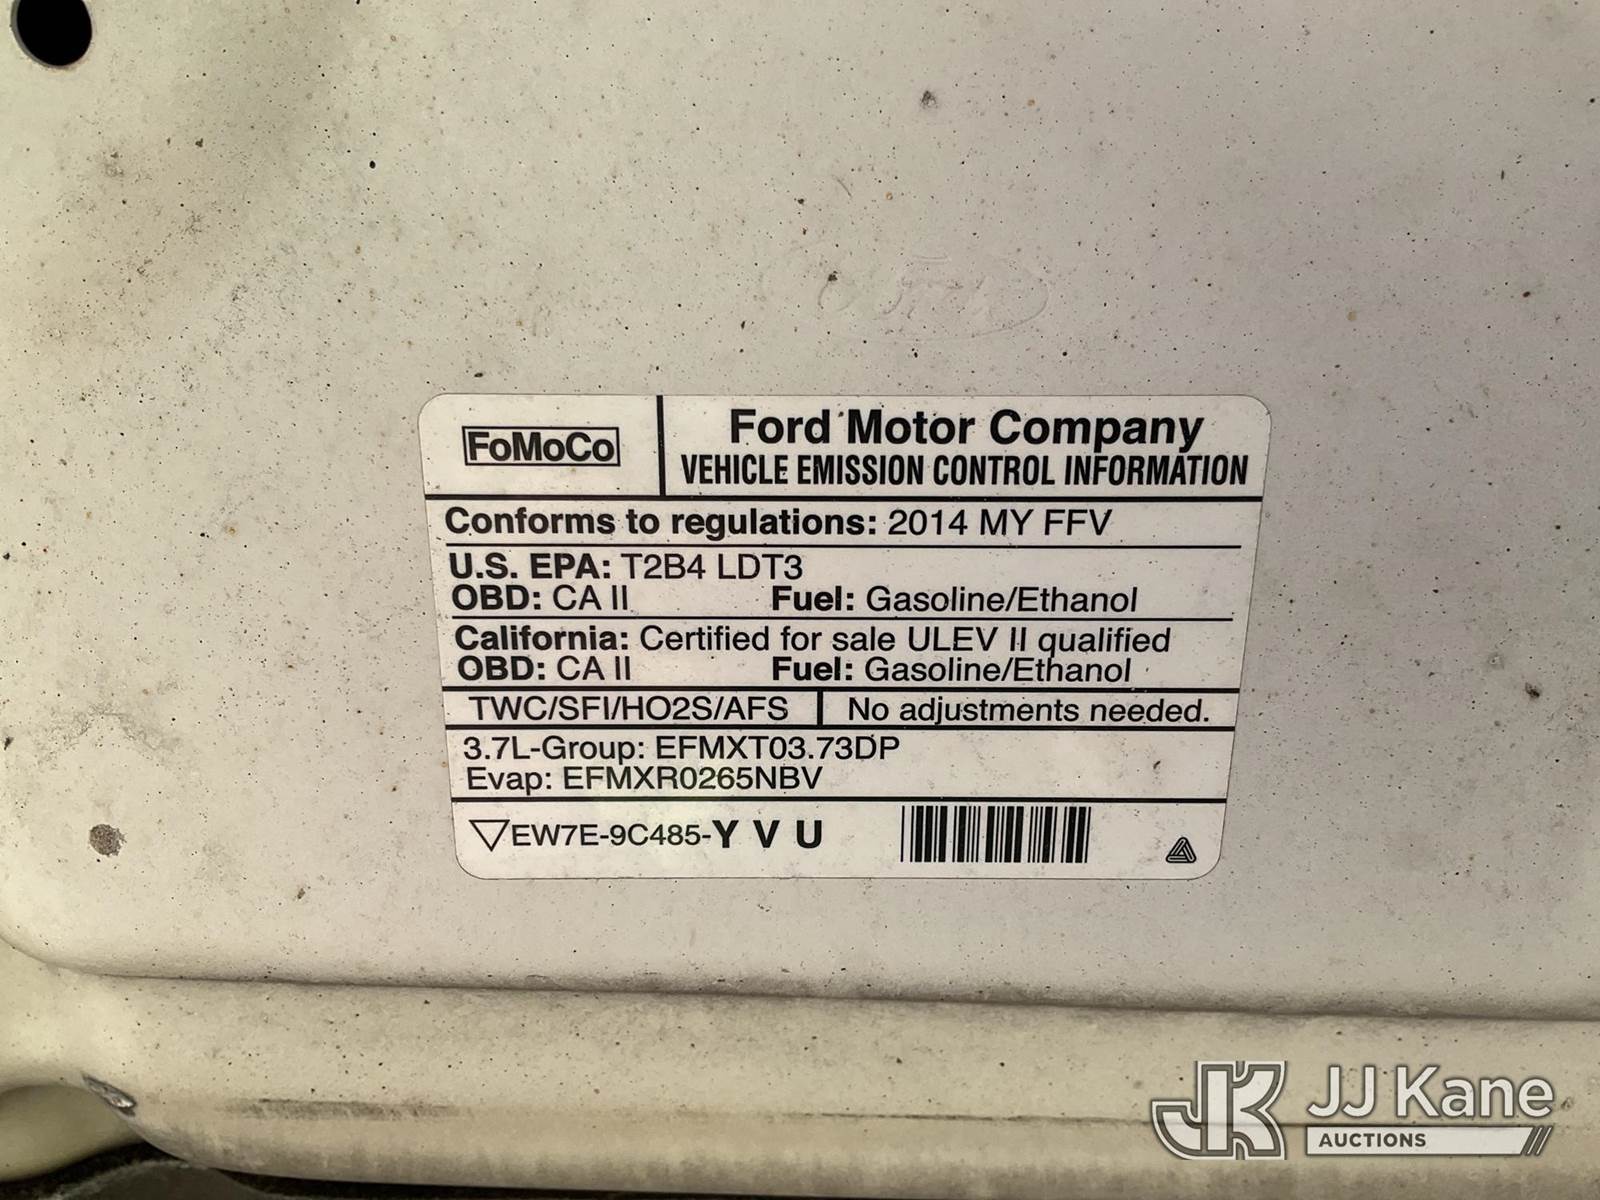 FoMoCo
Ford Motor Company
VEHICLE EMISSION CONTROL INFORMATION
Conforms to regulations: 2014 MY FFV
U.S. EPA: T2B4 LDT3
OBD: CA II Fuel: Gasoline/Ethanol
California: Certified for sale ULEV II qualified
OBD: CA II Fuel: Gasoline/Ethanol
TWC/SFI/HO2S/AFS No adjustments needed.
3.7L-Group: EFMXT03.73DP
Evap: EFMXR0265NBV
EW7E-9C485-Y V U
Ford
JK JJ Kane
AUCTIONS